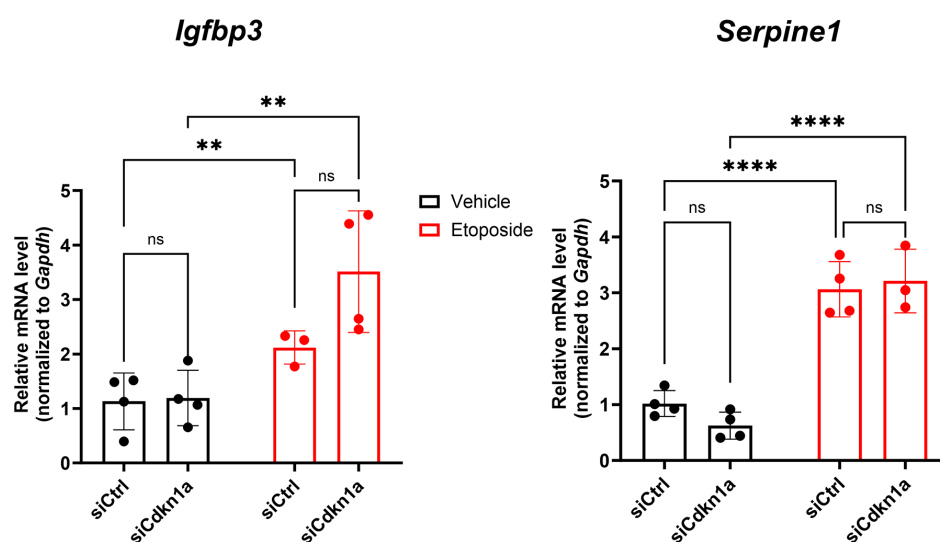 Igfbp3
Serpine1
**
**
ns
ns
Relative mRNA level
(normalized to Gapdh)
5
4
3
2
1
0
siCtrl
siCdkn1a
siCtrl
siCdkn1a
Vehicle
Etoposide
****
****
ns
ns
Relative mRNA level
(normalized to Gapdh)
5
4
3
2
1
0
siCtrl
siCdkn1a
siCtrl
siCdkn1a